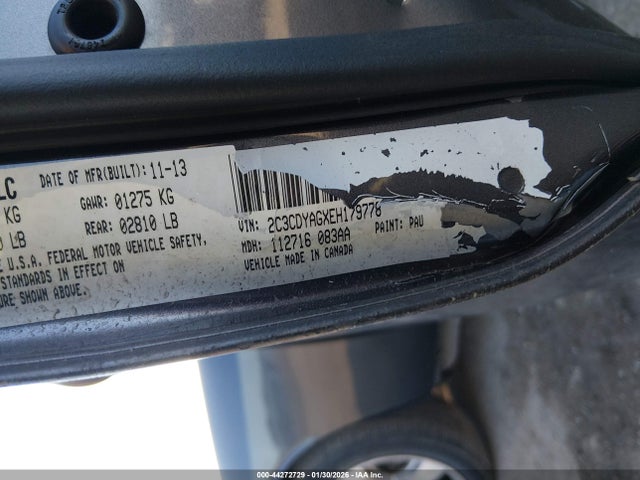 LC DATE OF MFR(BUILT): 11-13
KG GAWR: 01275 KG
LB REAR: 02810 LB
U.S.A. FEDERAL MOTOR VEHICLE SAFETY,
STANDARDS IN EFFECT ON
SHOWN ABOVE.
VIN: 2C3CDYAGXEH179778
MDH: 112716 083AA PAINT: PAU
VEHICLE MADE IN CANADA
000-44272729 - 01/30/2026 - IAA Inc.